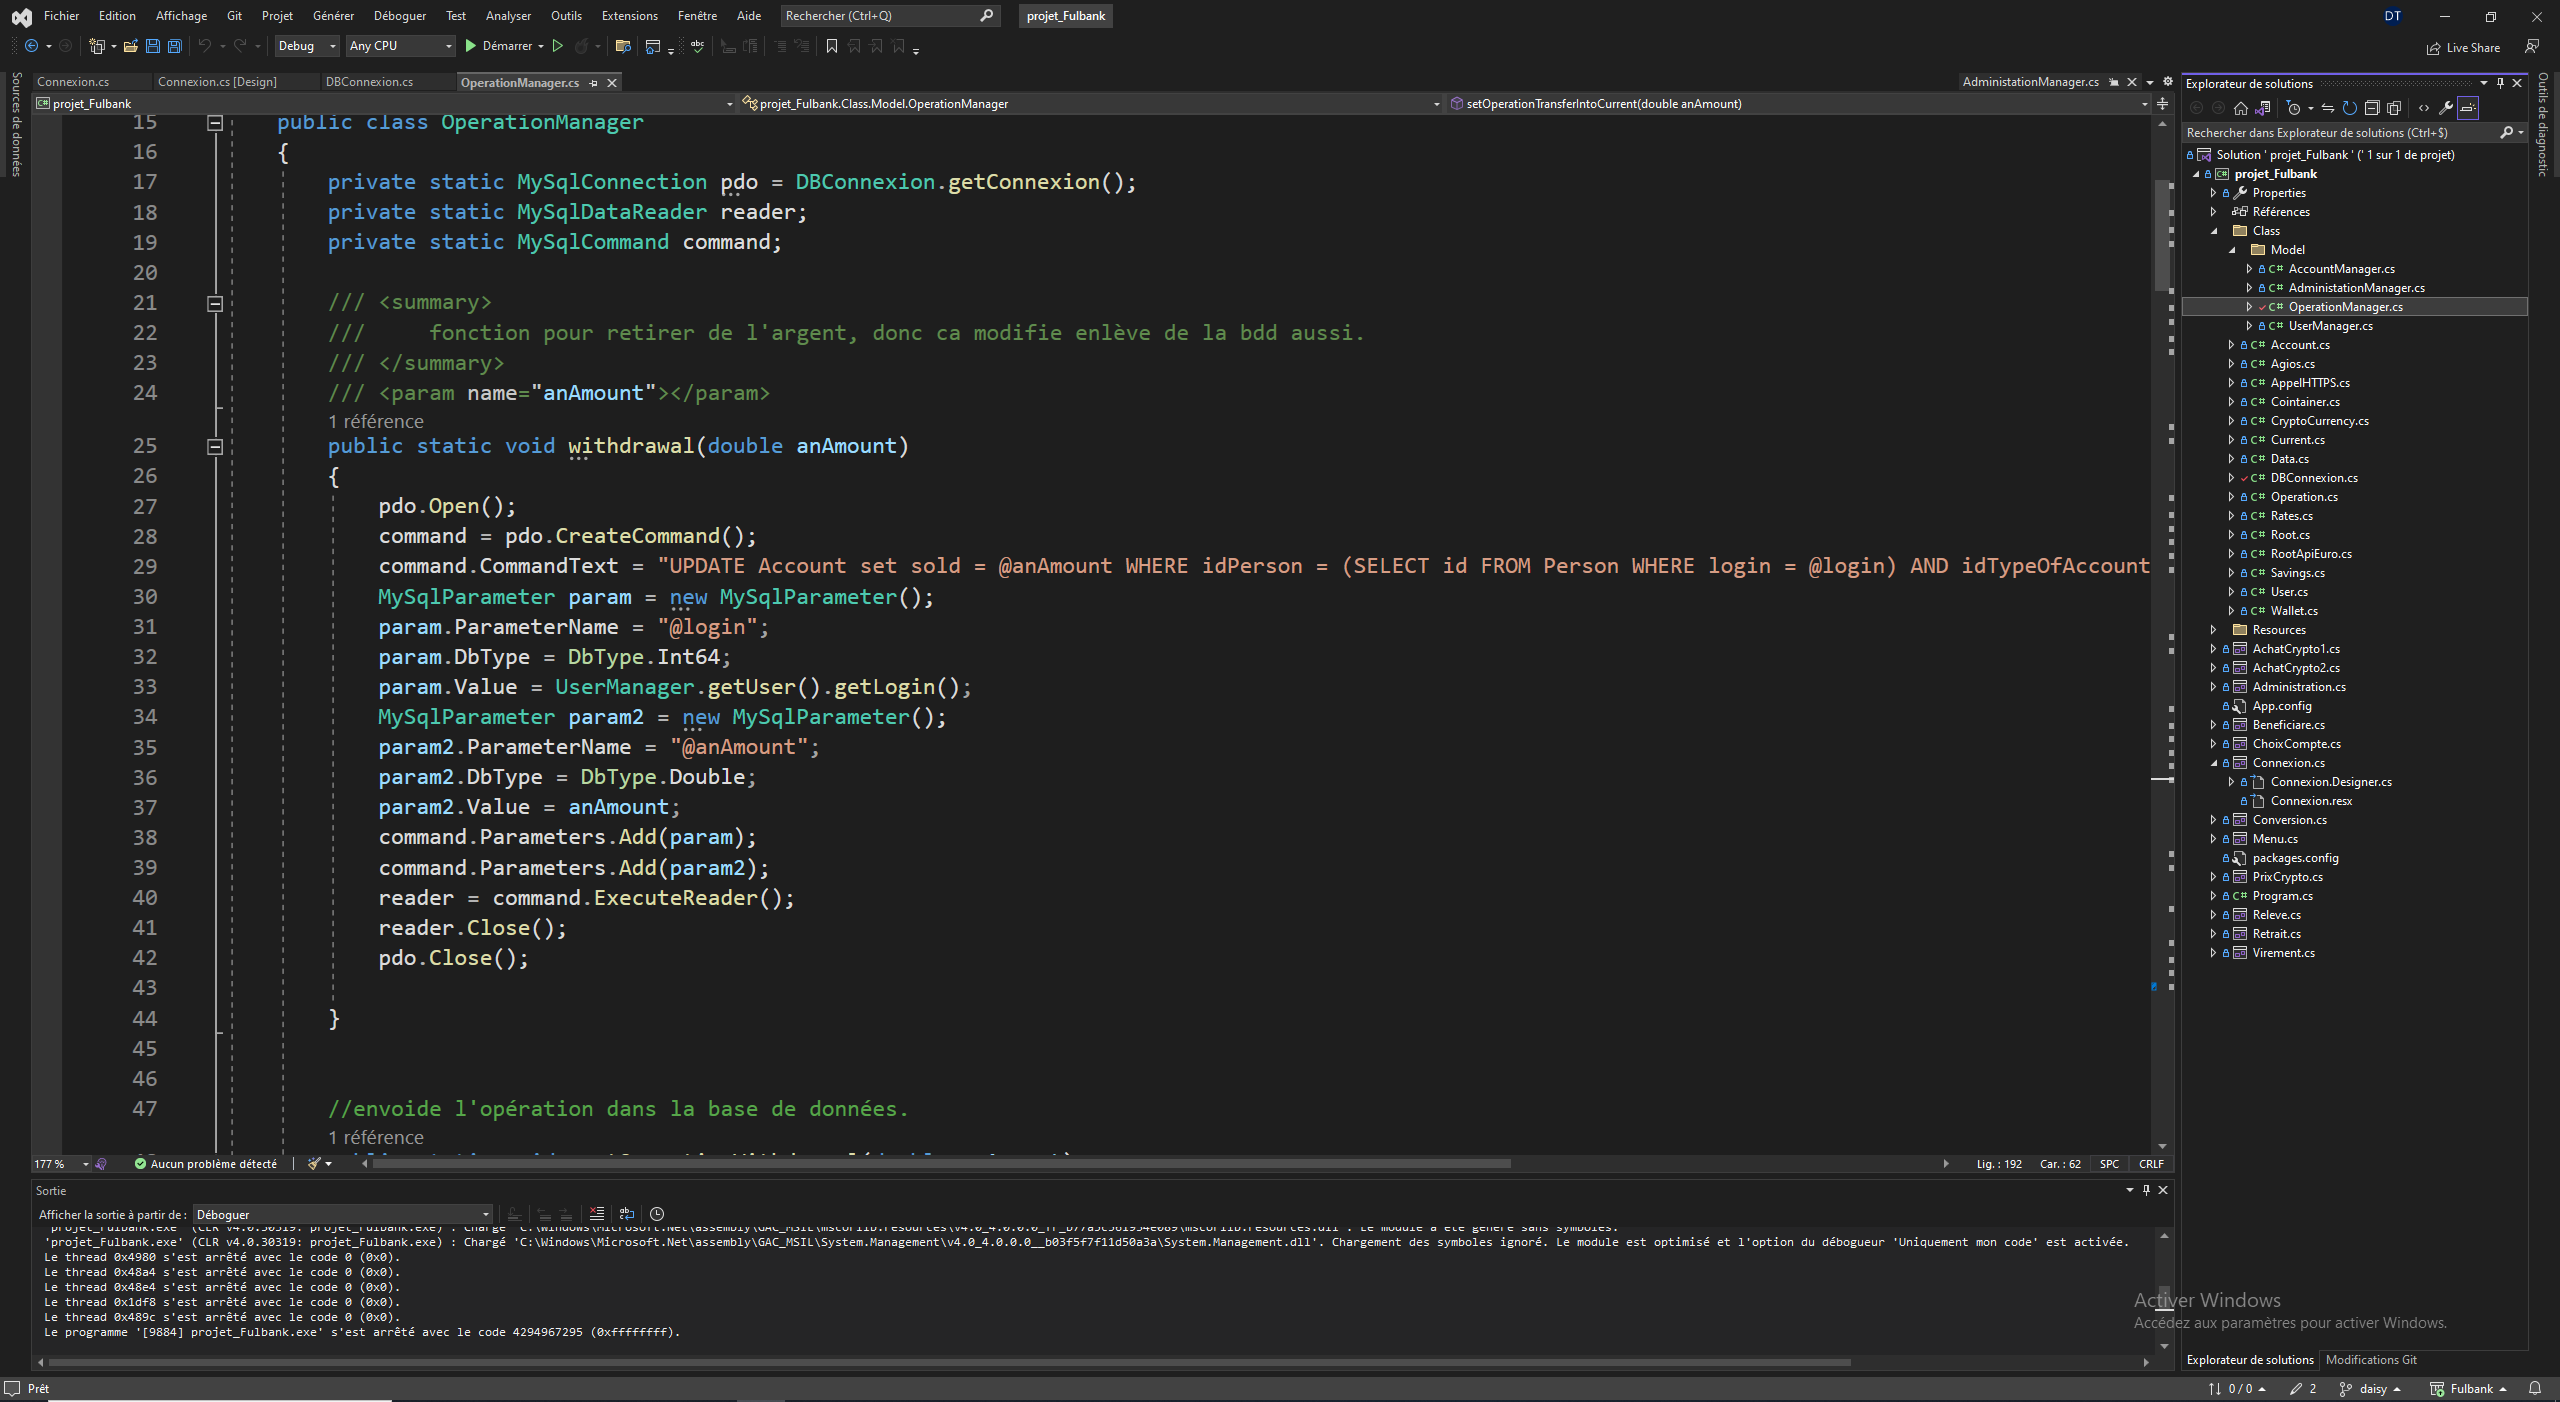 Fichier Edition Affichage Git Projet Générer Déboguer Test Analyser Outils Extensions Fenêtre Aide Rechercher (Ctrl+Q) projet_Fulbank DT
Debug Any CPU Démarrer Live Share
Sources de données
Connexion.cs Connexion.cs [Design] DBConnexion.cs OperationManager.cs AdministationManager.cs
projet_Fulbank projet_Fulbank.Class.Model.OperationManager setOperationTransferIntoCurrent(double anAmount)
15 public class OperationManager
16 {
17 private static MySqlConnection pdo = DBConnexion.getConnexion();
18 private static MySqlDataReader reader;
19 private static MySqlCommand command;
20
21 /// <summary>
22 /// fonction pour retirer de l'argent, donc ca modifie enlève de la bdd aussi.
23 /// </summary>
24 /// <param name="anAmount"></param>
1 référence
25 public static void withdrawal(double anAmount)
26 {
27 pdo.Open();
28 command = pdo.CreateCommand();
29 command.CommandText = "UPDATE Account set sold = @anAmount WHERE idPerson = (SELECT id FROM Person WHERE login = @login) AND idTypeOfAccount
30 MySqlParameter param = new MySqlParameter();
31 param.ParameterName = "@login";
32 param.DbType = DbType.Int64;
33 param.Value = UserManager.getUser().getLogin();
34 MySqlParameter param2 = new MySqlParameter();
35 param2.ParameterName = "@anAmount";
36 param2.DbType = DbType.Double;
37 param2.Value = anAmount;
38 command.Parameters.Add(param);
39 command.Parameters.Add(param2);
40 reader = command.ExecuteReader();
41 reader.Close();
42 pdo.Close();
43
44 }
45
46
47 //envoide l'opération dans la base de données.
1 référence
177 % Aucun problème détecté Lig. : 192 Car. : 62 SPC CRLF
Sortie
Afficher la sortie à partir de : Déboguer
'projet_Fulbank.exe' (CLR v4.0.30319: projet_Fulbank.exe) : Chargé 'C:\Windows\Microsoft.Net\assembly\GAC_MSIL\System.Management\v4.0_4.0.0.0__b03f5f7f11d50a3a\System.Management.dll'. Chargement des symboles ignoré. Le module est optimisé et l'option du débogueur 'Uniquement mon code' est activée.
Le thread 0x4980 s'est arrêté avec le code 0 (0x0).
Le thread 0x48a4 s'est arrêté avec le code 0 (0x0).
Le thread 0x48e4 s'est arrêté avec le code 0 (0x0).
Le thread 0x1df8 s'est arrêté avec le code 0 (0x0).
Le thread 0x489c s'est arrêté avec le code 0 (0x0).
Le programme '[9884] projet_Fulbank.exe' s'est arrêté avec le code 4294967295 (0xffffffff).
Explorateur de solutions
Rechercher dans Explorateur de solutions (Ctrl+$)
Solution ' projet_Fulbank ' (' 1 sur 1 de projet)
projet_Fulbank
Properties
Références
Class
Model
C# AccountManager.cs
C# AdministationManager.cs
C# OperationManager.cs
C# UserManager.cs
C# Account.cs
C# Agios.cs
C# AppelHTTPS.cs
C# Cointainer.cs
C# CryptoCurrency.cs
C# Current.cs
C# Data.cs
C# DBConnexion.cs
C# Operation.cs
C# Rates.cs
C# Root.cs
C# RootApiEuro.cs
C# Savings.cs
C# User.cs
C# Wallet.cs
Resources
AchatCrypto1.cs
AchatCrypto2.cs
Administration.cs
App.config
Beneficiare.cs
ChoixCompte.cs
Connexion.cs
Connexion.Designer.cs
Connexion.resx
Conversion.cs
Menu.cs
packages.config
PrixCrypto.cs
C# Program.cs
Releve.cs
Retrait.cs
Virement.cs
Outils de diagnostic
Activer Windows
Accédez aux paramètres pour activer Windows.
Explorateur de solutions Modifications Git
Prêt 0 / 0 2 daisy Fulbank